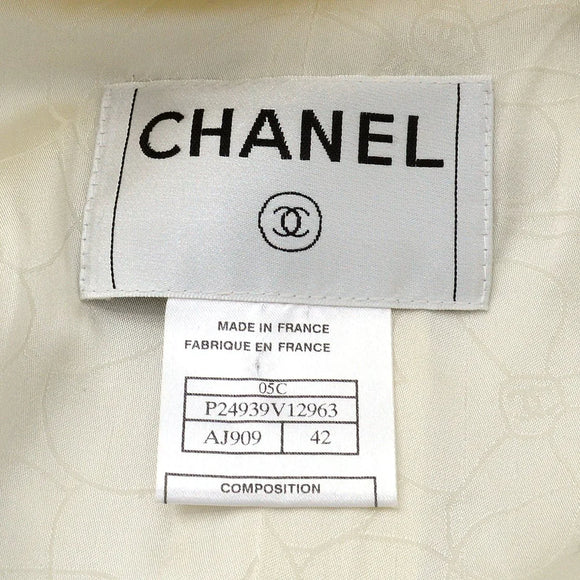 CHANEL
MADE IN FRANCE
FABRIQUE EN FRANCE
05C
P24939V12963
AJ909 42
COMPOSITION